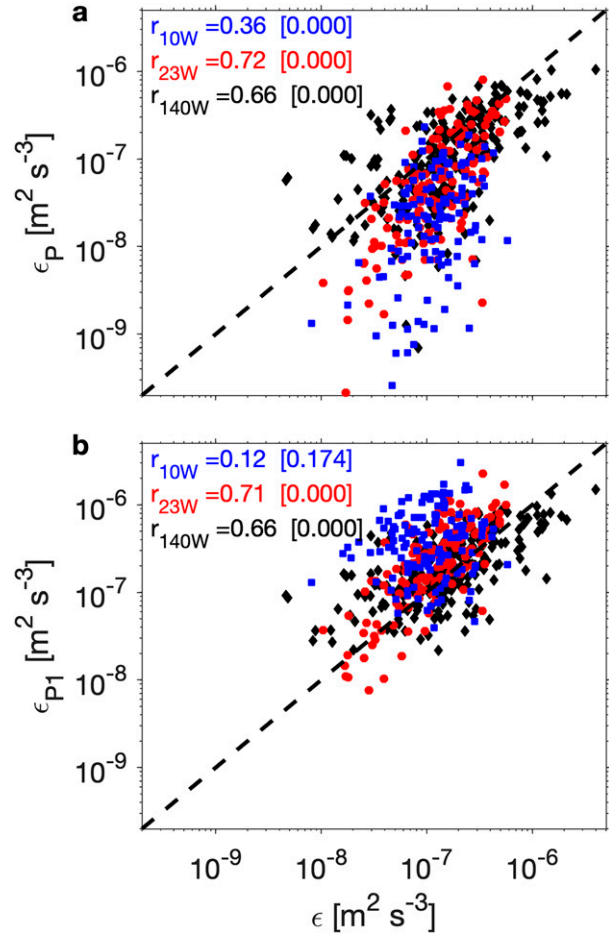 a
r10W =0.36 [0.000]
r23W =0.72 [0.000]
r140W =0.66 [0.000]
10-6
10-7
10-8
10-9
ϵP [m2 s-3]
b
r10W =0.12 [0.174]
r23W =0.71 [0.000]
r140W =0.66 [0.000]
10-6
10-7
10-8
10-9
ϵP1 [m2 s-3]
10-9 10-8 10-7 10-6
ϵ [m2 s-3]